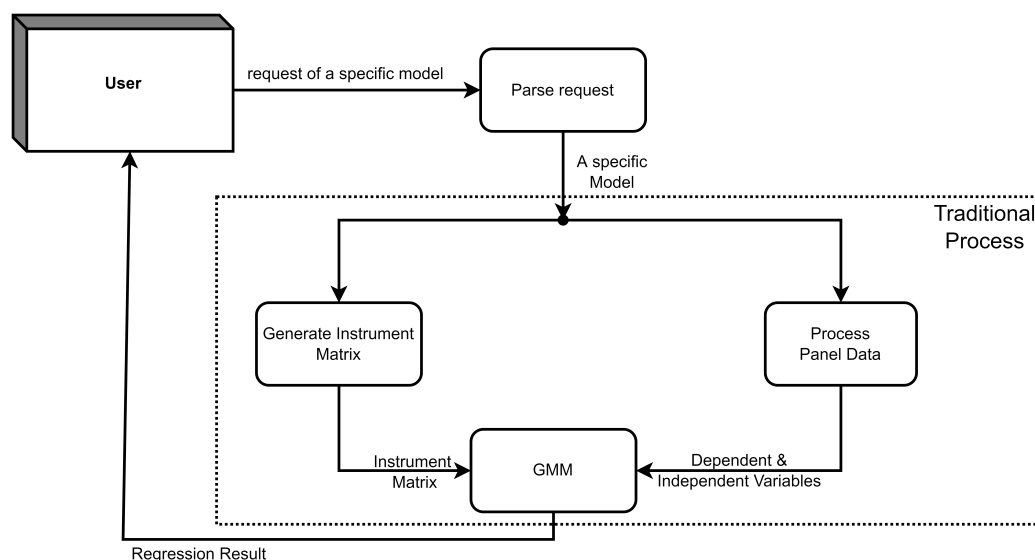 User
request of a specific model
Parse request
A specific
Model
Traditional
Process
Generate Instrument
Matrix
Process
Panel Data
Instrument
Matrix
GMM
Dependent &
Independent Variables
Regression Result